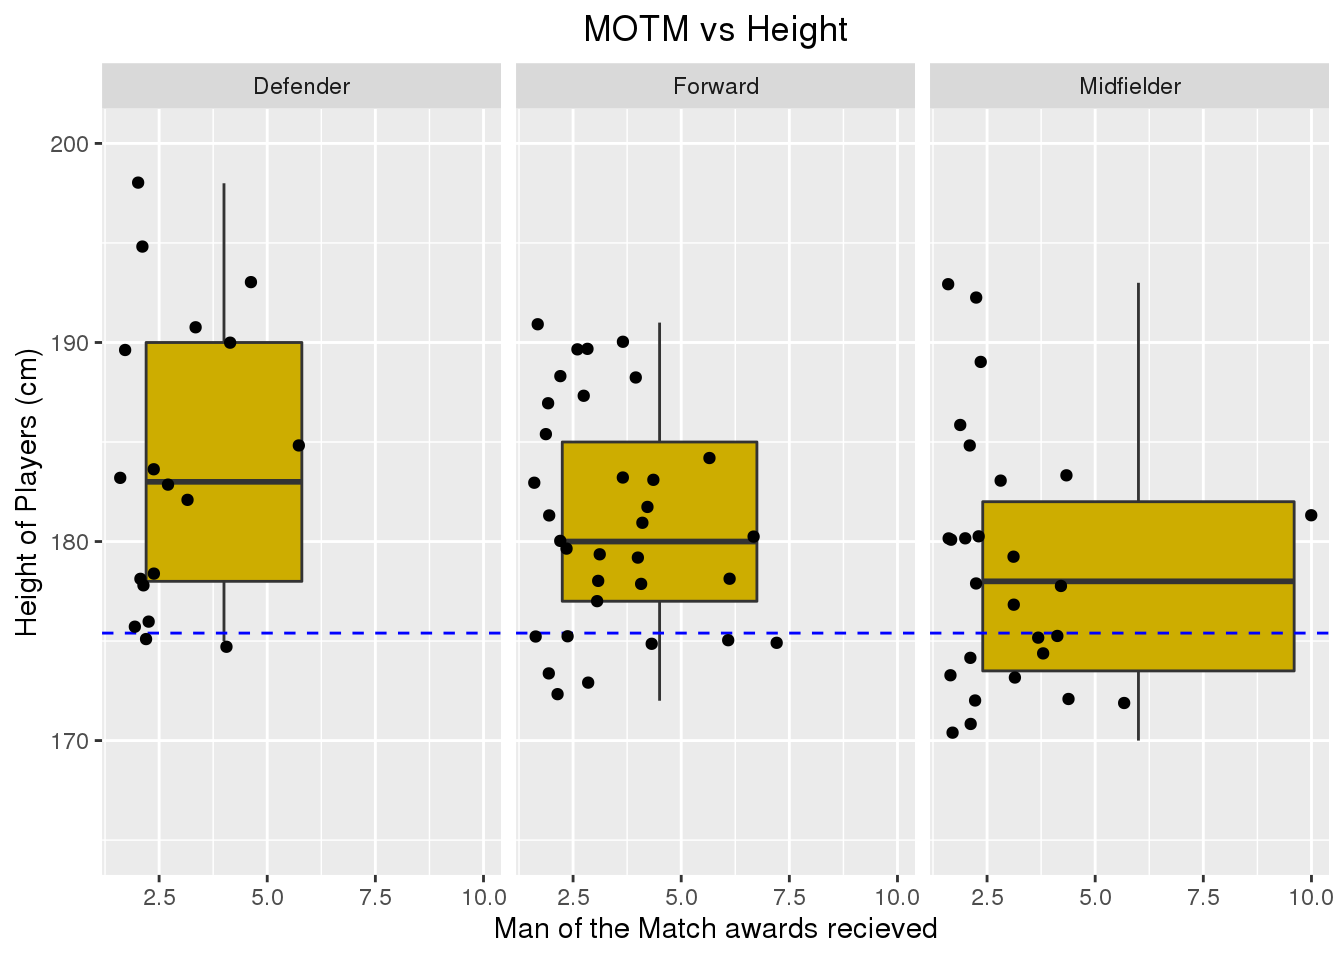 MOTM vs Height
Defender
Forward
Midfielder
200
190
180
170
Height of Players (cm)
2.5 5.0 7.5 10.0
2.5 5.0 7.5 10.0
2.5 5.0 7.5 10.0
Man of the Match awards recieved